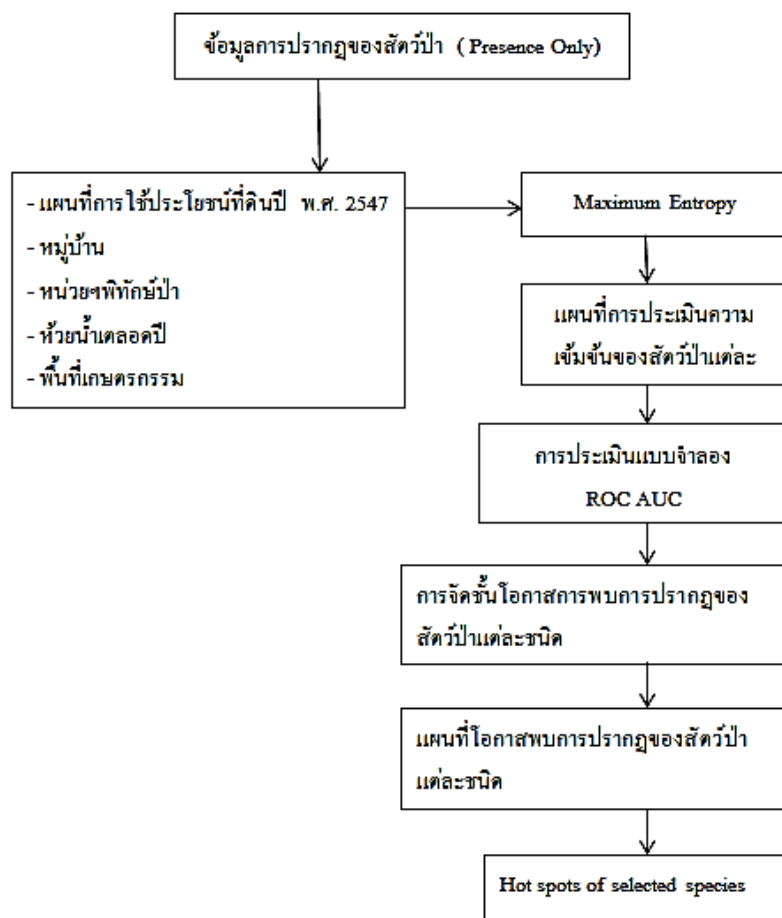 ข้อมูลการปรากฏของสัตว์ป่า ( Presence Only)
- แผนที่การใช้ประโยชน์ที่ดินปี พ.ศ. 2547
- หมู่บ้าน
- หน่วยฯพิทักษ์ป่า
- ห้วยน้ำตลอดปี
- พื้นที่เกษตรกรรม
Maximum Entropy
แผนที่การประเมินความ
เข้มข้นของสัตว์ป่าแต่ละ
การประเมินแบบจำลอง
ROC AUC
การจัดชั้นโอกาสการพบการปรากฏของ
สัตว์ป่าแต่ละชนิด
แผนที่โอกาสพบการปรากฏของสัตว์ป่า
แต่ละชนิด
Hot spots of selected species